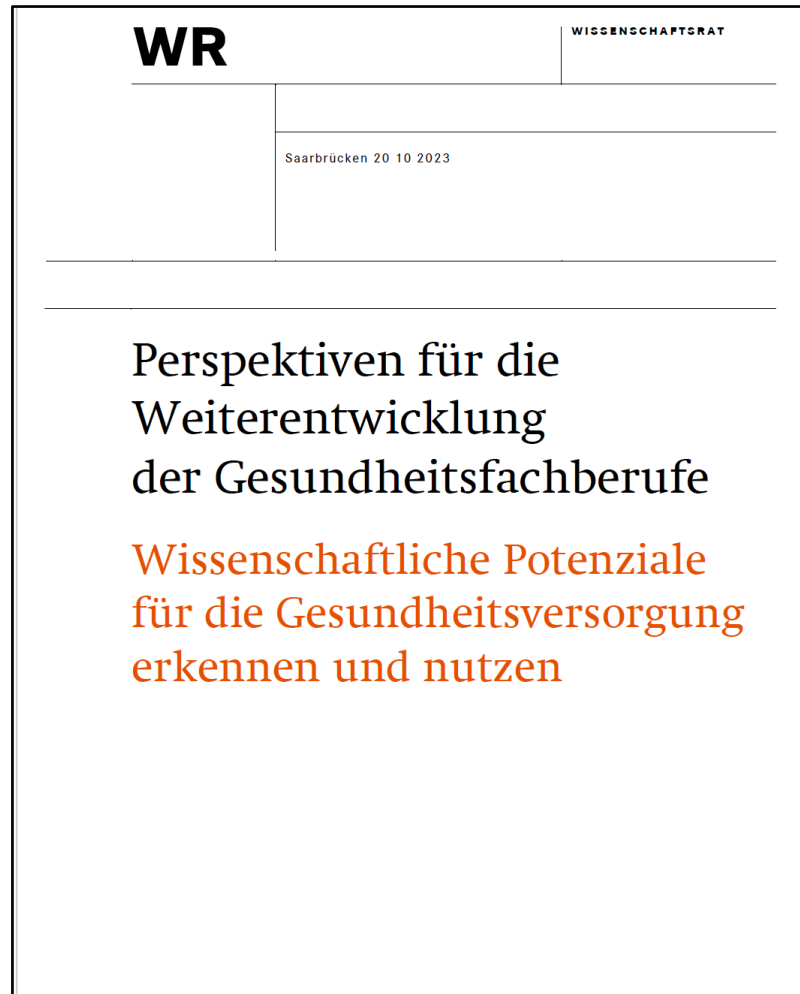 WR
WISSENSCHAFTSRAT
Saarbrücken 20 10 2023
Perspektiven für die
Weiterentwicklung
der Gesundheitsfachberufe
Wissenschaftliche Potenziale
für die Gesundheitsversorgung
erkennen und nutzen